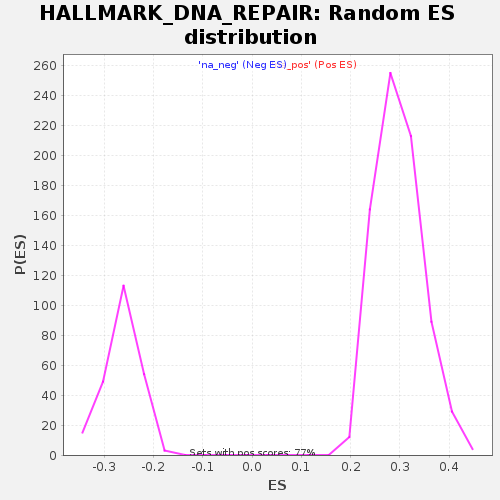 HALLMARK_DNA_REPAIR: Random ES
distribution
'na_neg' (Neg ES)_pos' (Pos ES)
260
240
220
200
180
160
140
120
100
80
60
40
20
0
P(ES)
Sets with pos scores: 77%
-0.3 -0.2 -0.1 0.0 0.1 0.2 0.3 0.4
ES